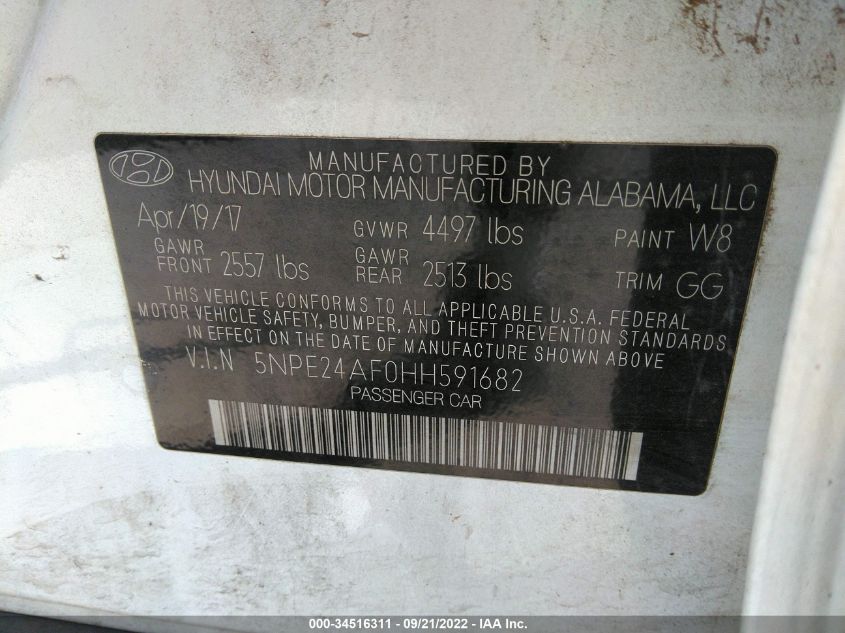 MANUFACTURED BY
HYUNDAI MOTOR MANUFACTURING ALABAMA, LLC
Apr/19/17 GVWR 4497 lbs PAINT W8
GAWR FRONT 2557 lbs GAWR REAR 2513 lbs TRIM GG
THIS VEHICLE CONFORMS TO ALL APPLICABLE U.S.A. FEDERAL
MOTOR VEHICLE SAFETY, BUMPER, AND THEFT PREVENTION STANDARDS
IN EFFECT ON THE DATE OF MANUFACTURE SHOWN ABOVE
V.I.N 5NPE24AF0HH591682
PASSENGER CAR
000-34516311 - 09/21/2022 - IAA Inc.